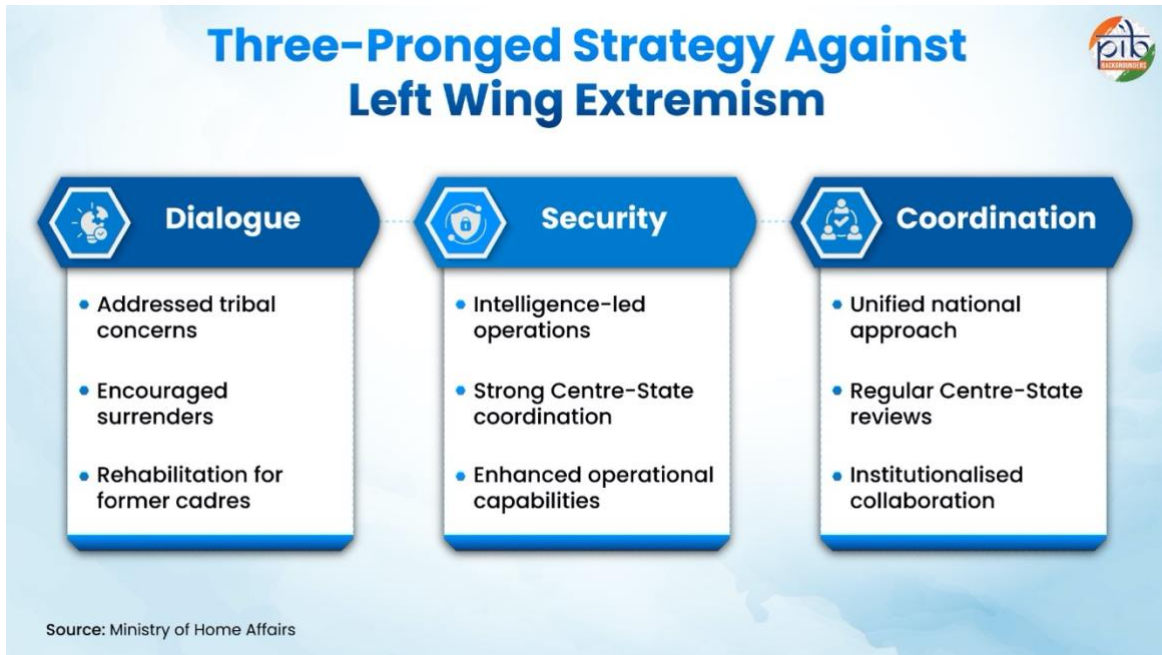 Three-Pronged Strategy Against
Left Wing Extremism
pib
BACKGROUNDERS
Dialogue
Addressed tribal
concerns
Encouraged
surrenders
Rehabilitation for
former cadres
Security
Intelligence-led
operations
Strong Centre-State
coordination
Enhanced operational
capabilities
Coordination
Unified national
approach
Regular Centre-State
reviews
Institutionalised
collaboration
Source: Ministry of Home Affairs